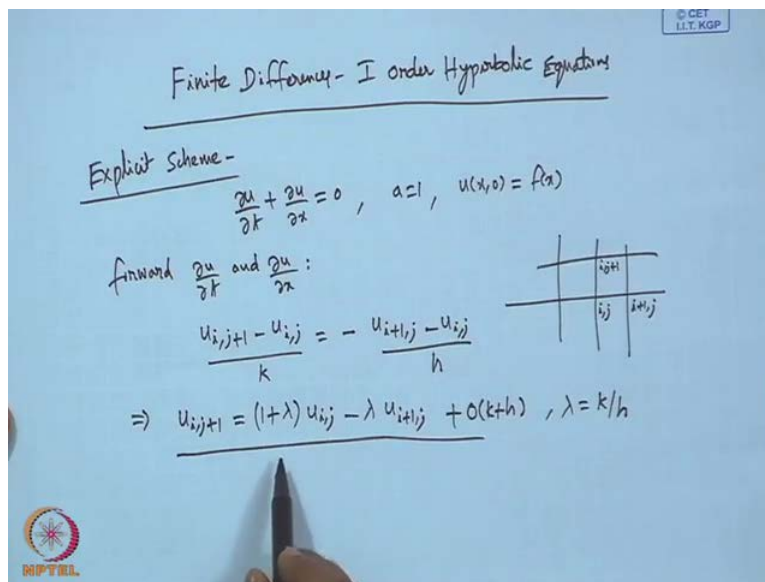 © CET
I.I.T. KGP
Finite Difference - I order Hyperbolic Equations
Explicit Scheme -
∂u/∂t + ∂u/∂x = 0 , a=1, u(x,0) = f(x)
forward ∂u/∂t and ∂u/∂x :
i,j+1
i,j i+1,j
(u_{i,j+1} - u_{i,j})/k = - (u_{i+1,j} - u_{i,j})/h
⇒ u_{i,j+1} = (1+λ) u_{i,j} - λ u_{i+1,j} + O(k+h) , λ = k/h
NPTEL